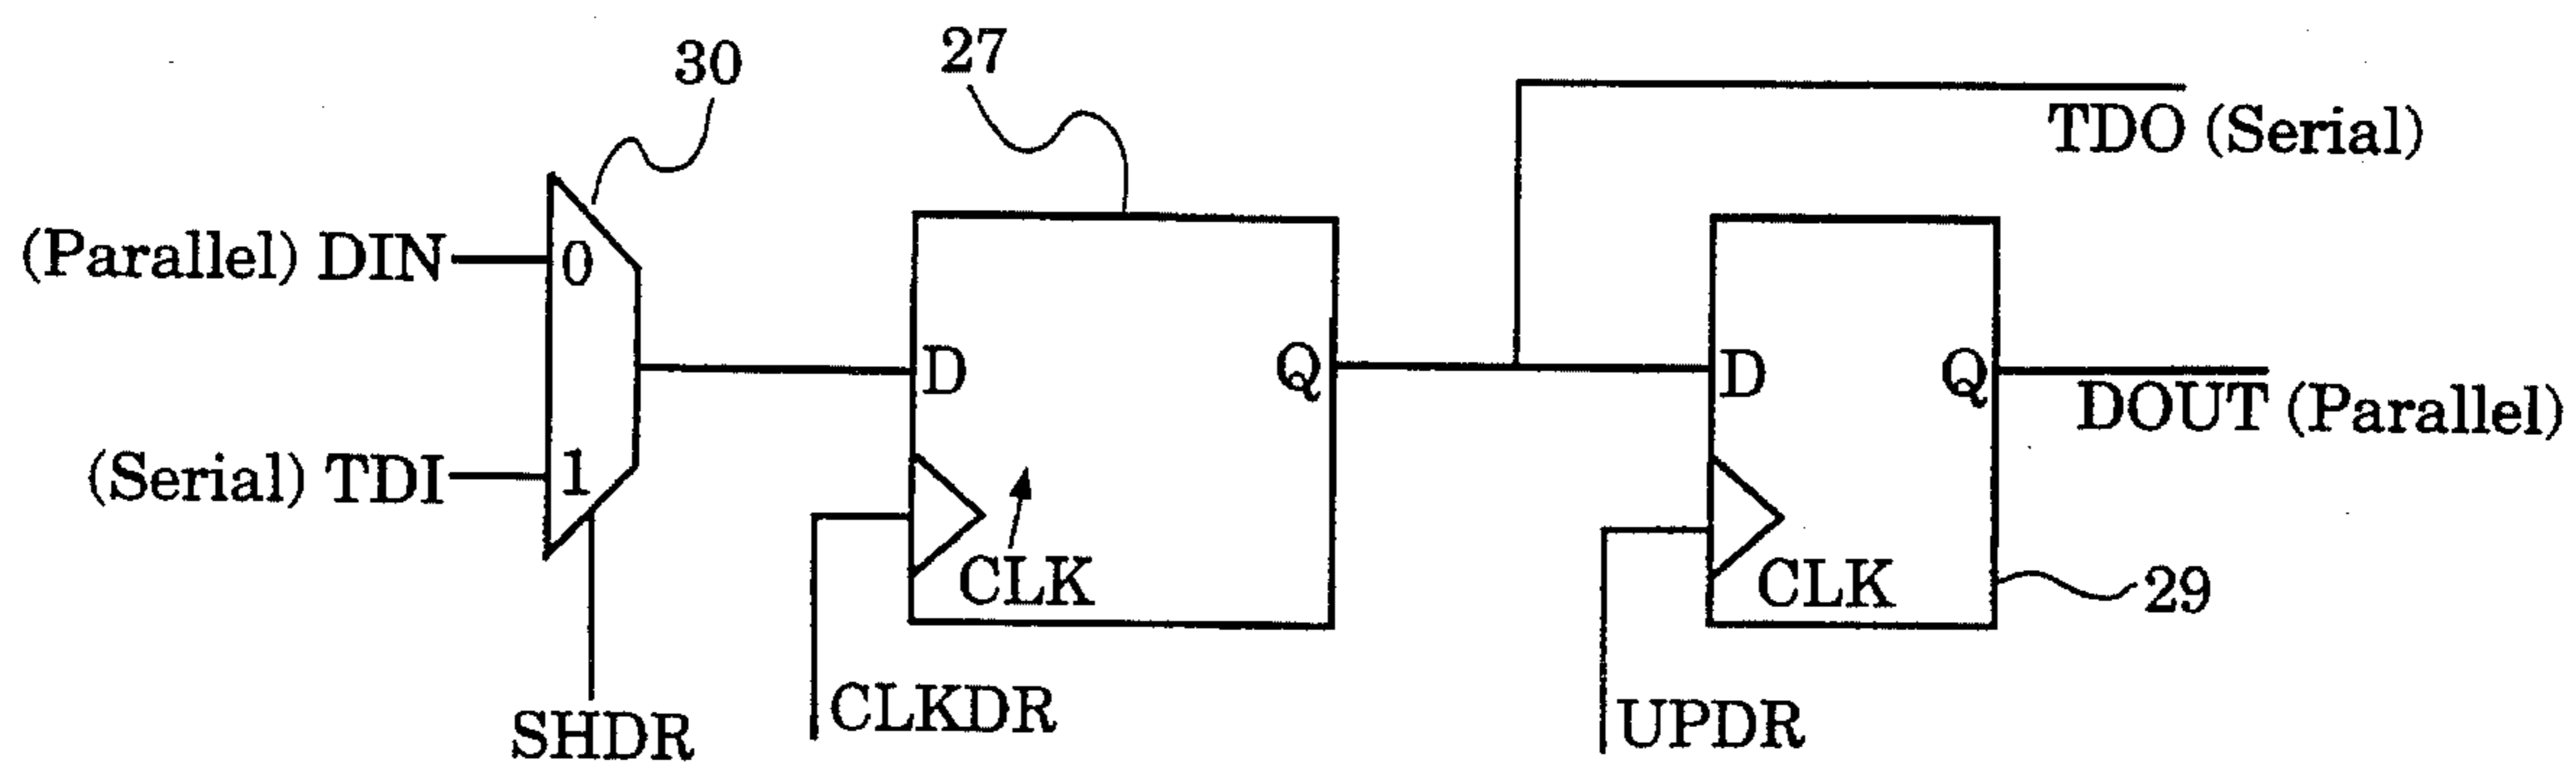 30
27
TDO (Serial)
(Parallel) DIN
0
D
Q
D
Q
DOUT (Parallel)
(Serial) TDI
1
CLK
CLK
29
SHDR
CLKDR
UPDR